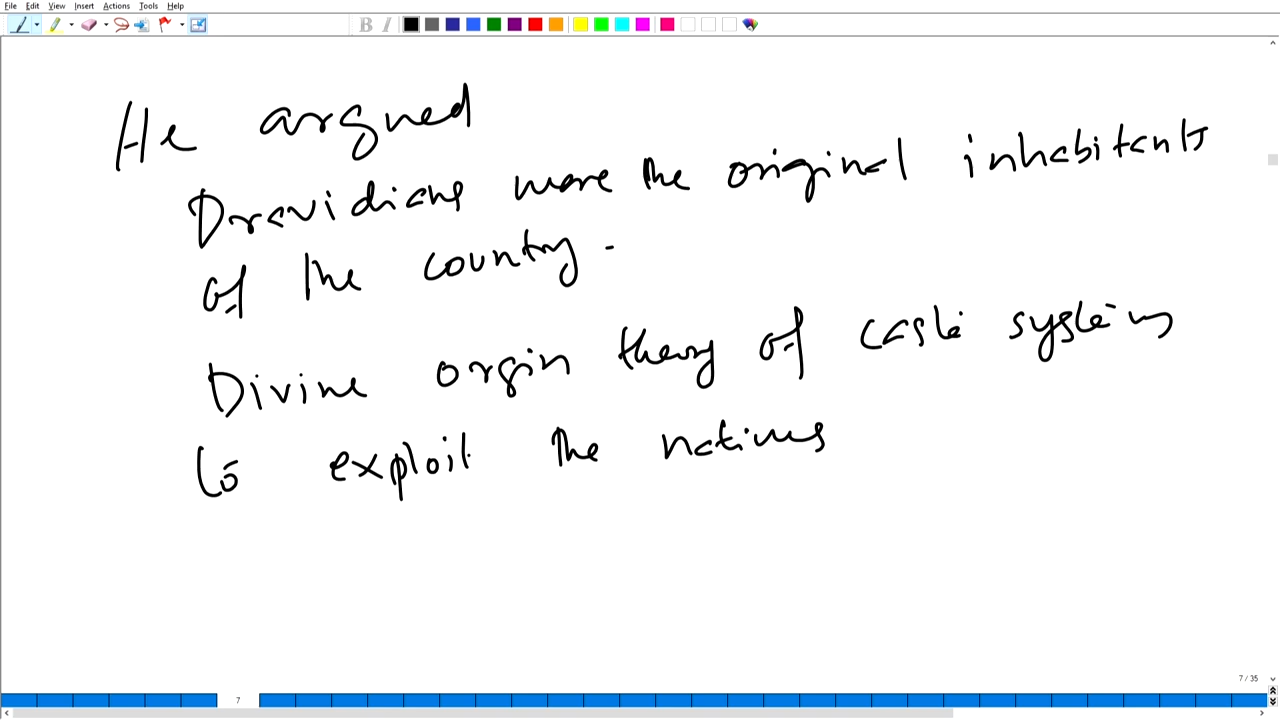 File Edit View Insert Actions Tools Help
B I
He argued
Dravidians were the original inhabitants
of the country.
Divine orgin theory of caste system
to exploit the natives
7 / 35
7